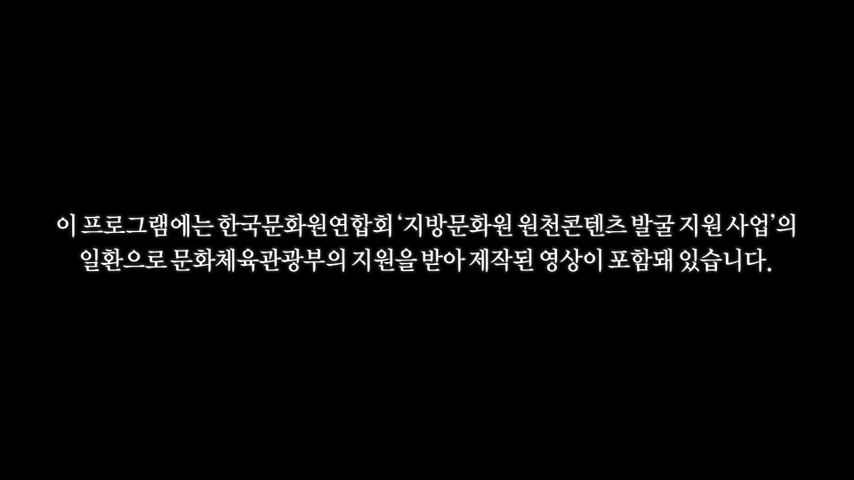 이 프로그램에는 한국문화원연합회 ‘지방문화원 원천콘텐츠 발굴 지원 사업’의
일환으로 문화체육관광부의 지원을 받아 제작된 영상이 포함돼 있습니다.